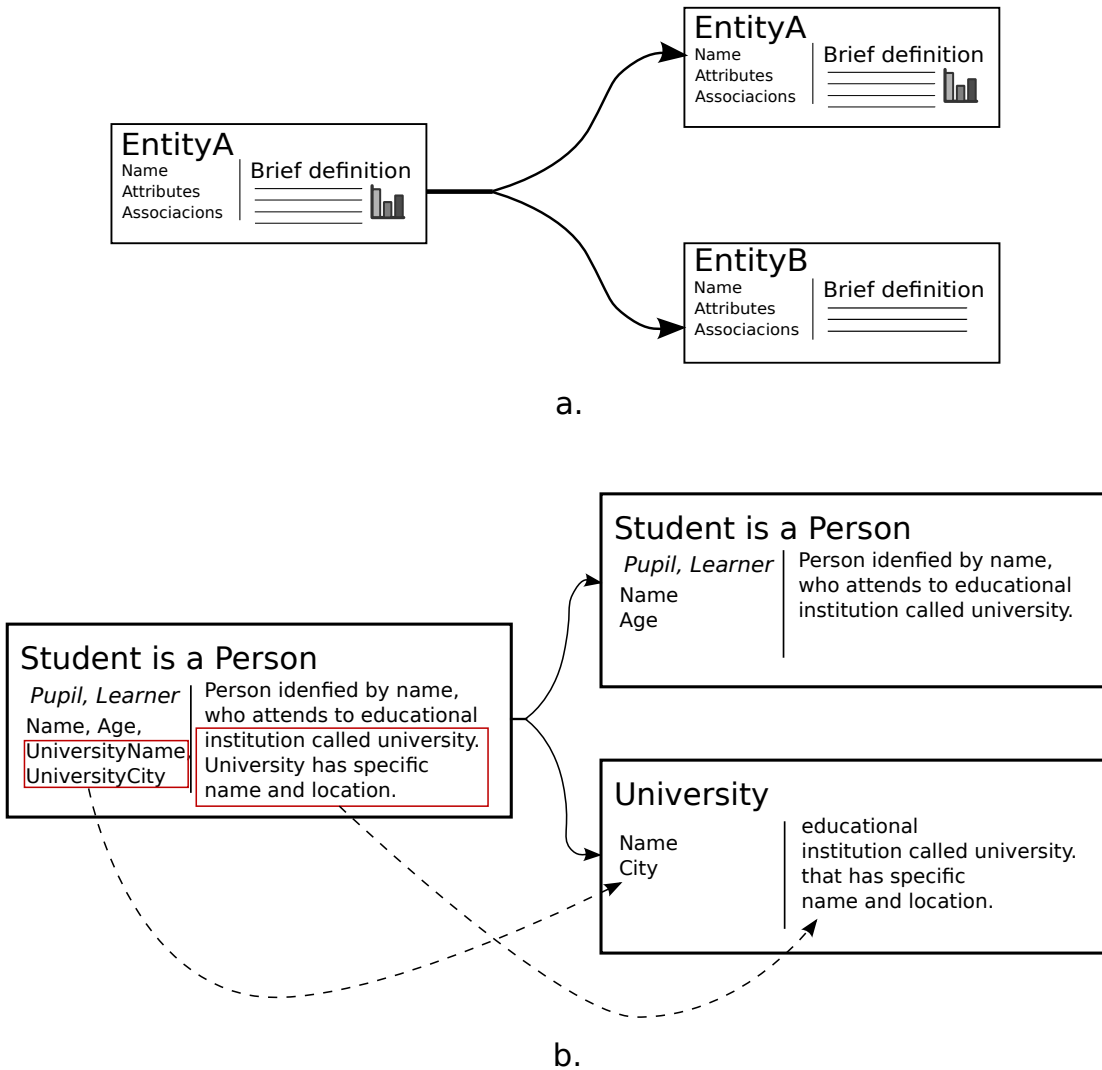 EntityA
Name
Attributes
Associacions
Brief definition
EntityA
Name
Attributes
Associacions
Brief definition
EntityB
Name
Attributes
Associacions
Brief definition
a.
Student is a Person
Pupil, Learner
Name, Age,
UniversityName,
UniversityCity
Person idenfied by name,
who attends to educational
institution called university.
University has specific
name and location.
Student is a Person
Pupil, Learner
Name
Age
Person idenfied by name,
who attends to educational
institution called university.
University
Name
City
educational
institution called university.
that has specific
name and location.
b.